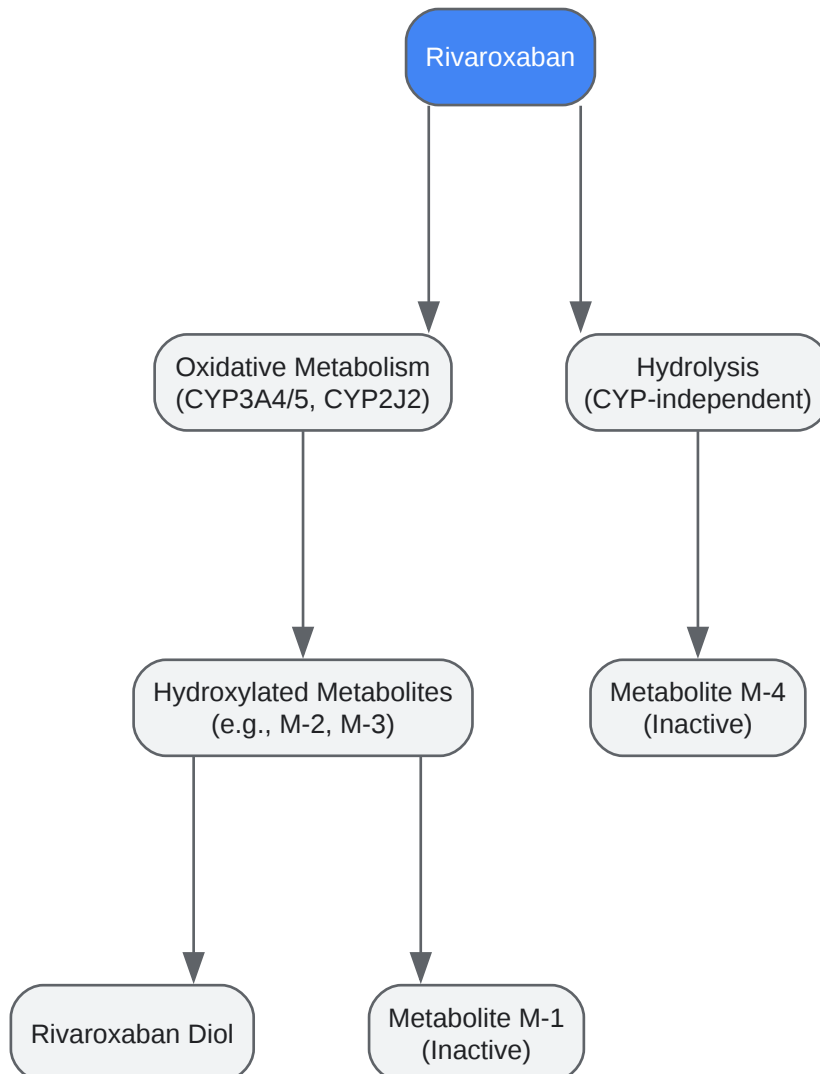 Rivaroxaban
Oxidative Metabolism
(CYP3A4/5, CYP2J2)
Hydrolysis
(CYP-independent)
Hydroxylated Metabolites
(e.g., M-2, M-3)
Metabolite M-4
(Inactive)
Rivaroxaban Diol
Metabolite M-1
(Inactive)